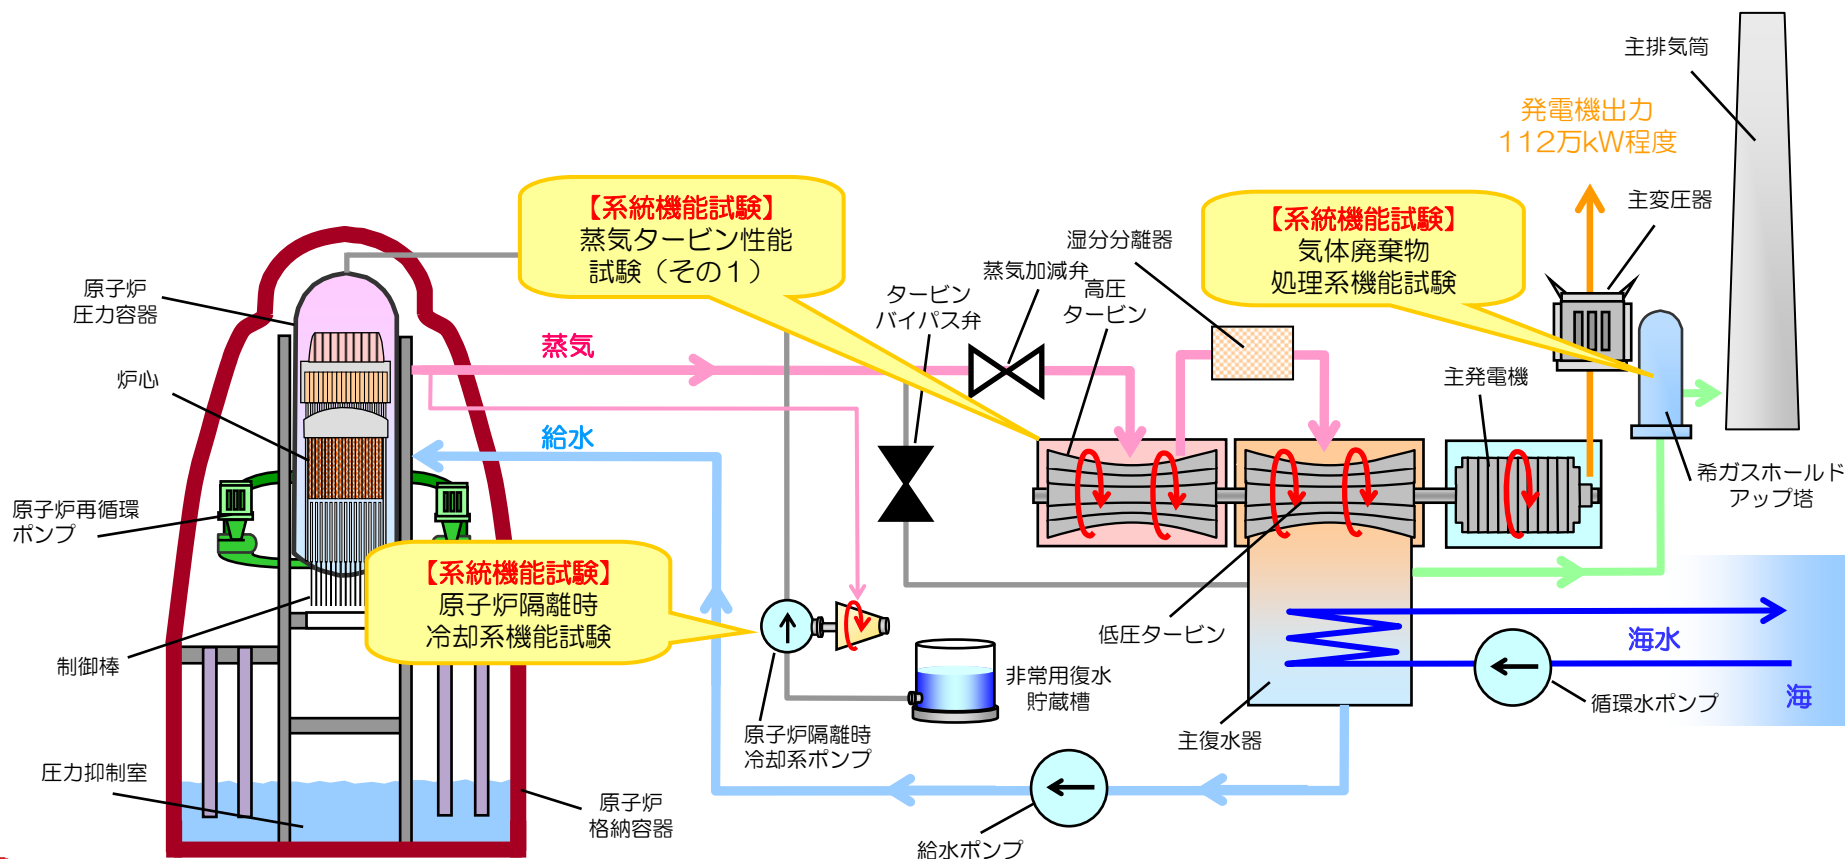 主排気筒
発電機出力
112万kW程度
【系統機能試験】
蒸気タービン性能
試験（その１）
【系統機能試験】
気体廃棄物
処理系機能試験
主変圧器
湿分分離器
蒸気加減弁
高圧
タービン
タービン
バイパス弁
原子炉
圧力容器
蒸気
炉心
主発電機
給水
希ガスホールド
アップ塔
原子炉再循環
ポンプ
【系統機能試験】
原子炉隔離時
冷却系機能試験
低圧タービン
海水
制御棒
非常用復水
貯蔵槽
循環水ポンプ
海
原子炉隔離時
冷却系ポンプ
主復水器
圧力抑制室
原子炉
格納容器
給水ポンプ